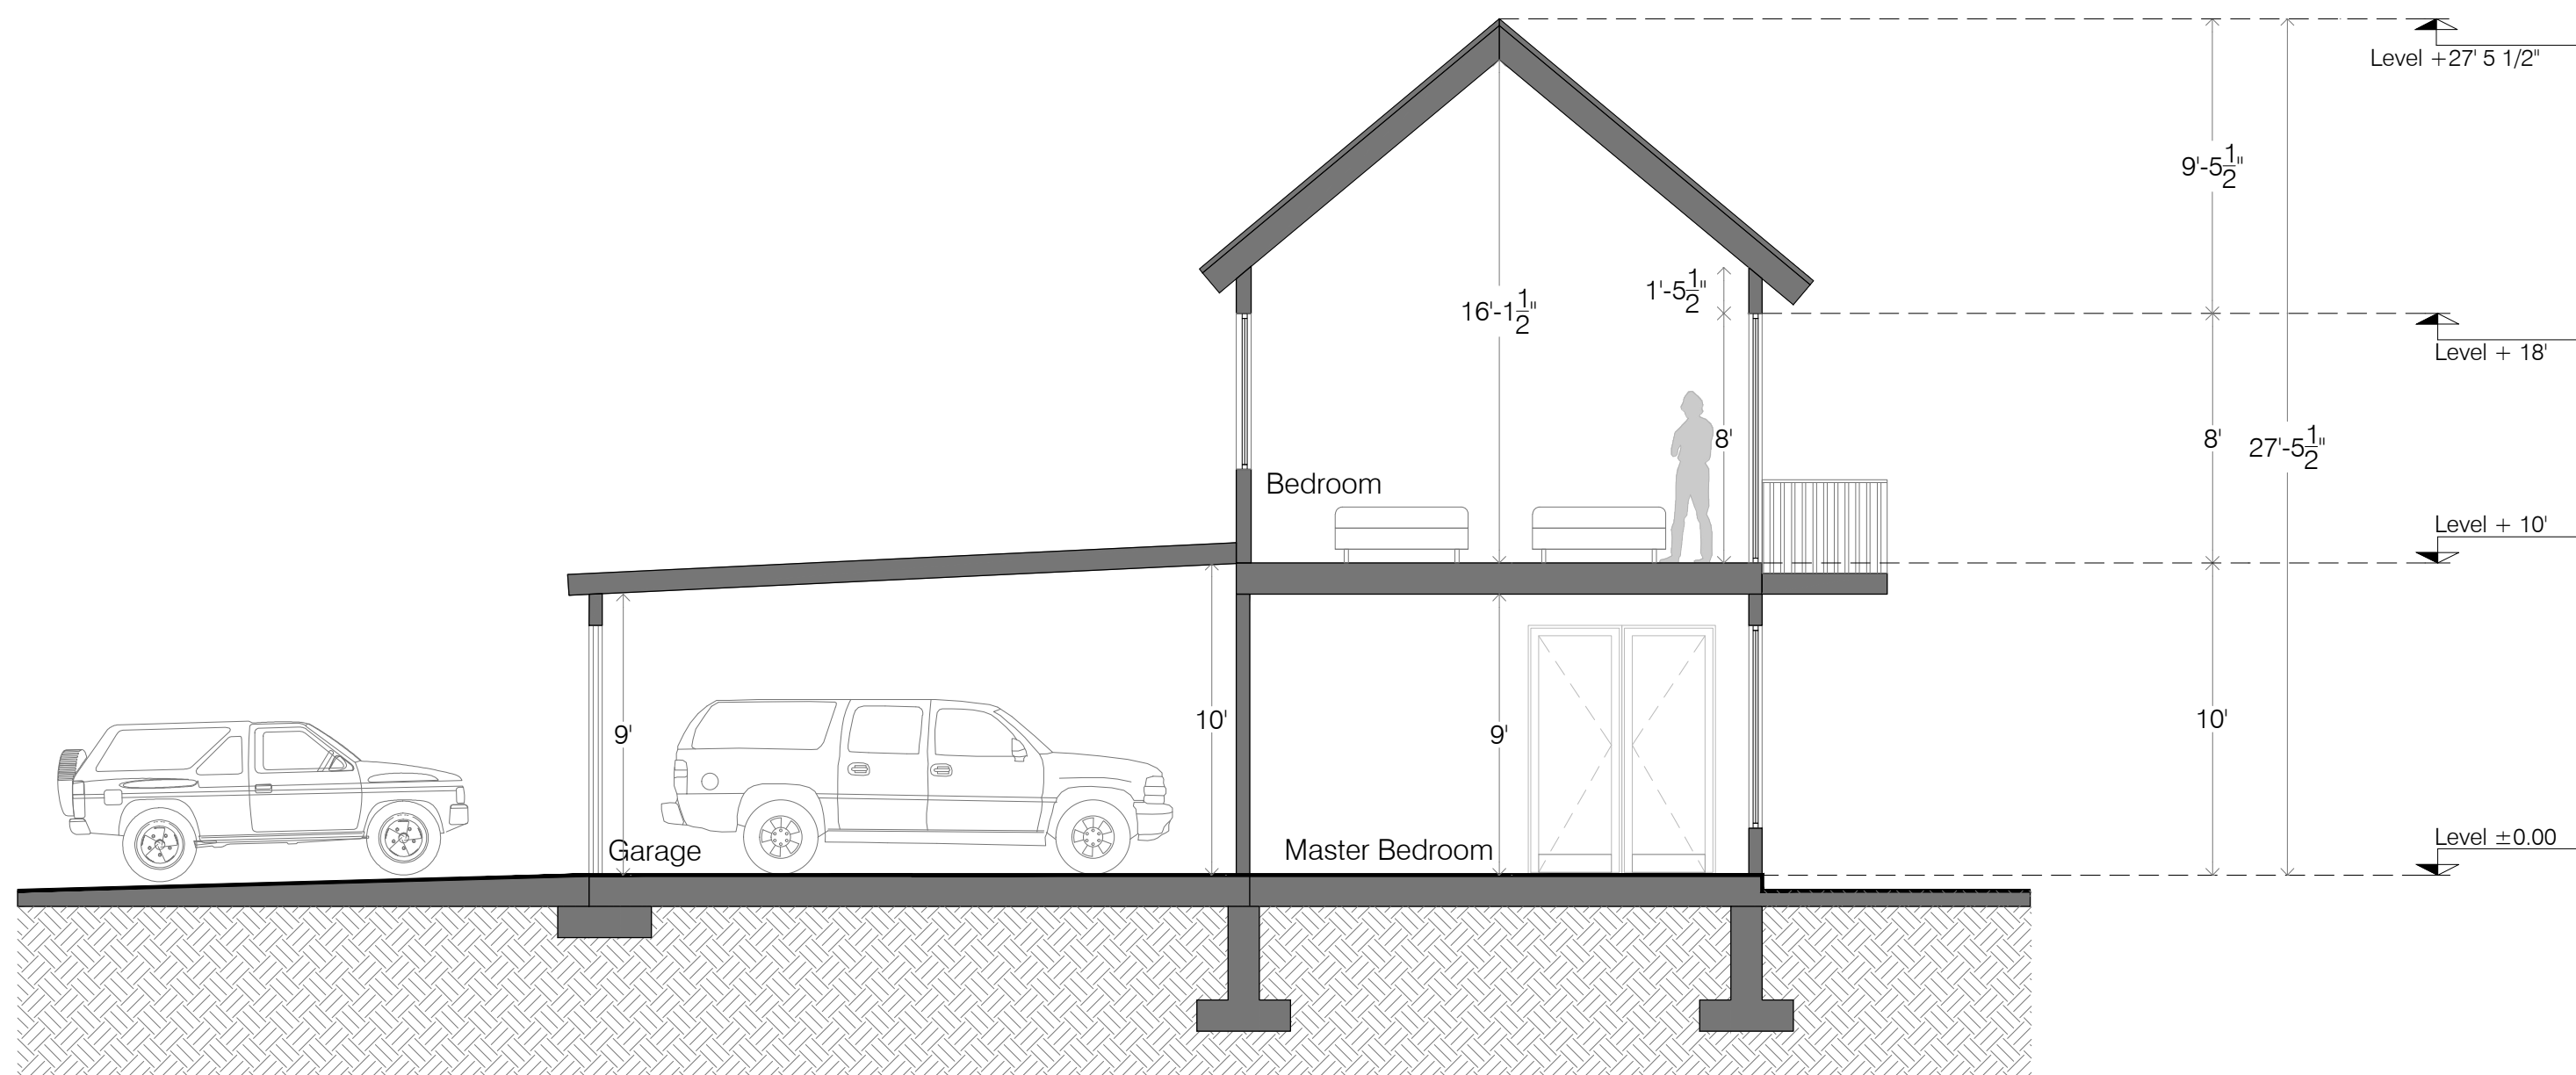 Level +27' 5 1/2"
9'-5 1/2"
1'-5 1/2"
16'-1 1/2"
Level + 18'
8'
8'
27'-5 1/2"
Bedroom
Level + 10'
9'
10'
9'
10'
Garage
Master Bedroom
Level ±0.00